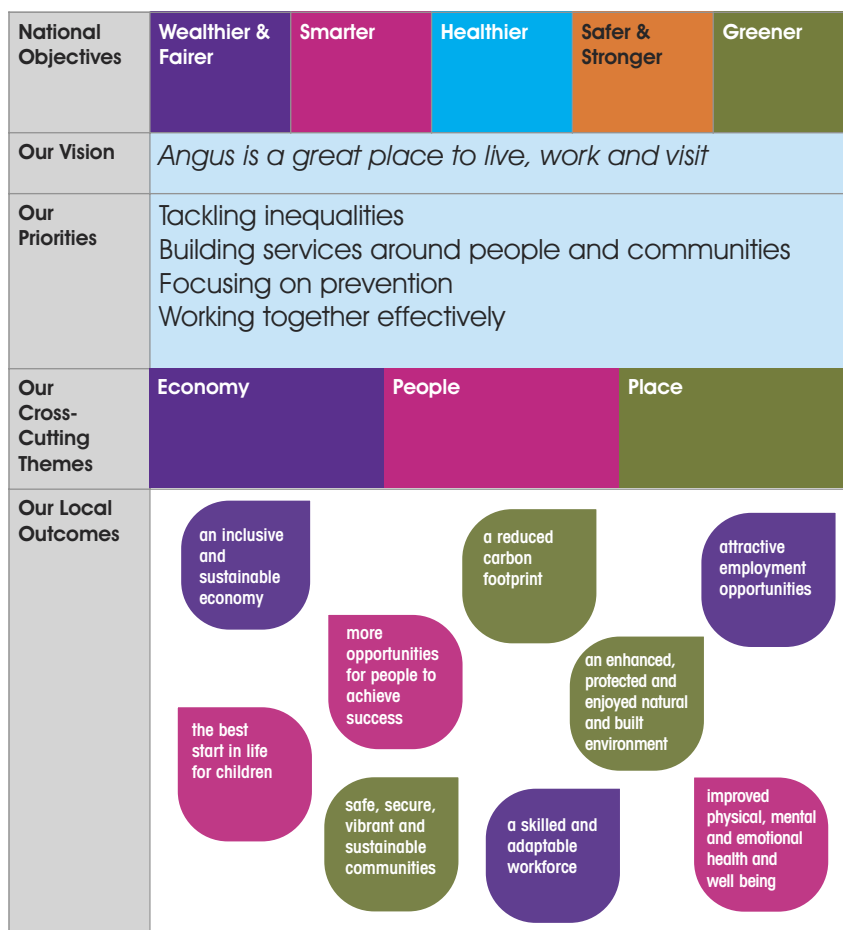 National
Objectives
Wealthier &
Fairer
Smarter
Healthier
Safer &
Stronger
Greener
Our Vision
Angus is a great place to live, work and visit
Our
Priorities
Tackling inequalities
Building services around people and communities
Focusing on prevention
Working together effectively
Our
Cross-
Cutting
Themes
Economy
People
Place
Our Local
Outcomes
an inclusive
and
sustainable
economy
a reduced
carbon
footprint
attractive
employment
opportunities
more
opportunities
for people to
achieve
success
an enhanced,
protected and
enjoyed natural
and built
environment
the best
start in life
for children
safe, secure,
vibrant and
sustainable
communities
a skilled and
adaptable
workforce
improved
physical, mental
and emotional
health and
well being